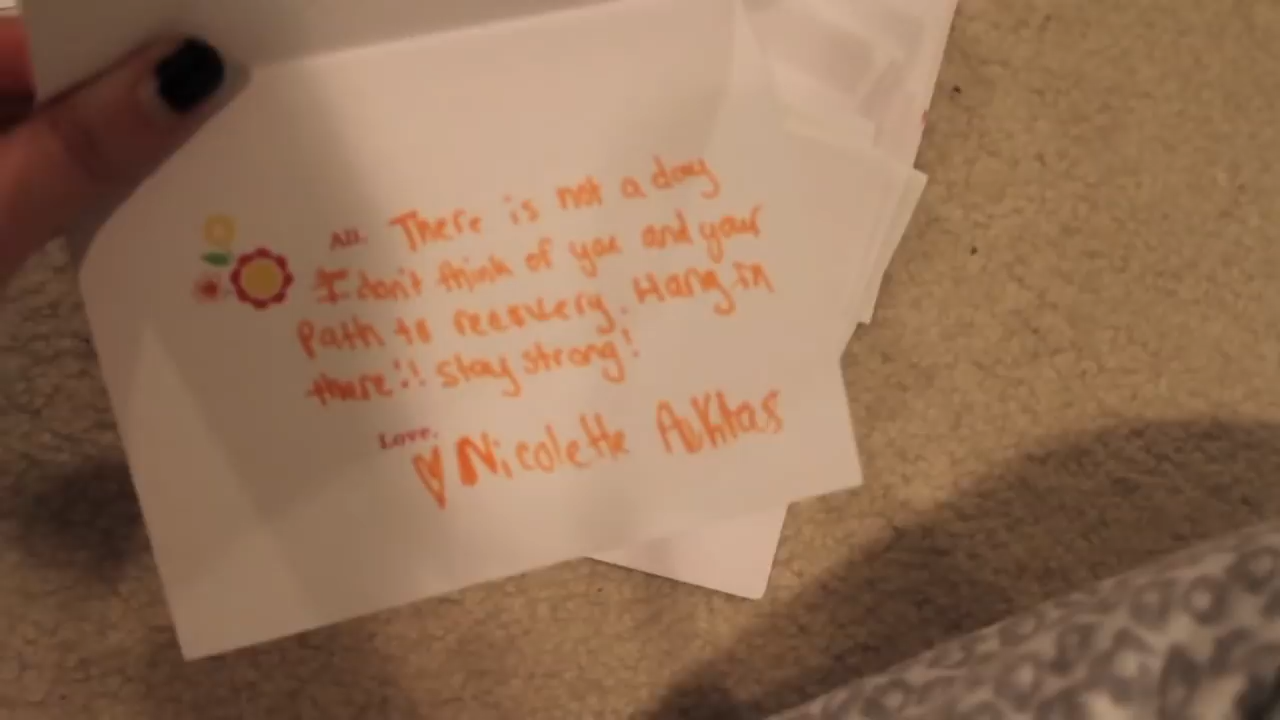 All. There is not a day
I don't think of you and your
path to recovery. Hang in
there!! stay strong!
Love,
Nicolette